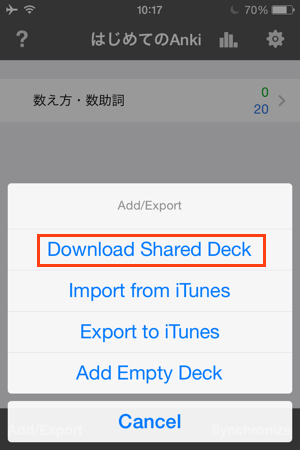 10:17 70%
? はじめてのAnki
数え方・数助詞 0
20
Add/Export
Download Shared Deck
Import from iTunes
Export to iTunes
Add Empty Deck
Cancel
Add/Export Synchronize